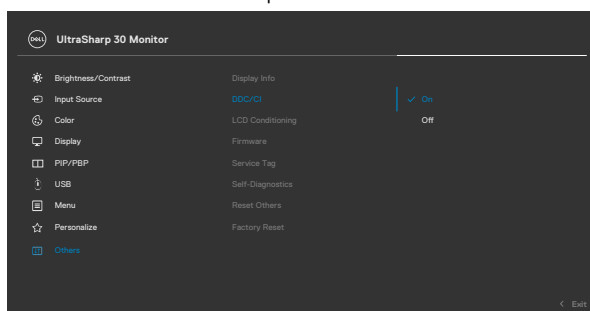 DELL UltraSharp 30 Monitor
Brightness/Contrast Display Info
Input Source DDC/CI On
Color LCD Conditioning Off
Display Firmware
PIP/PBP Service Tag
USB Self-Diagnostics
Menu Reset Others
Personalize Factory Reset
Others
Exit